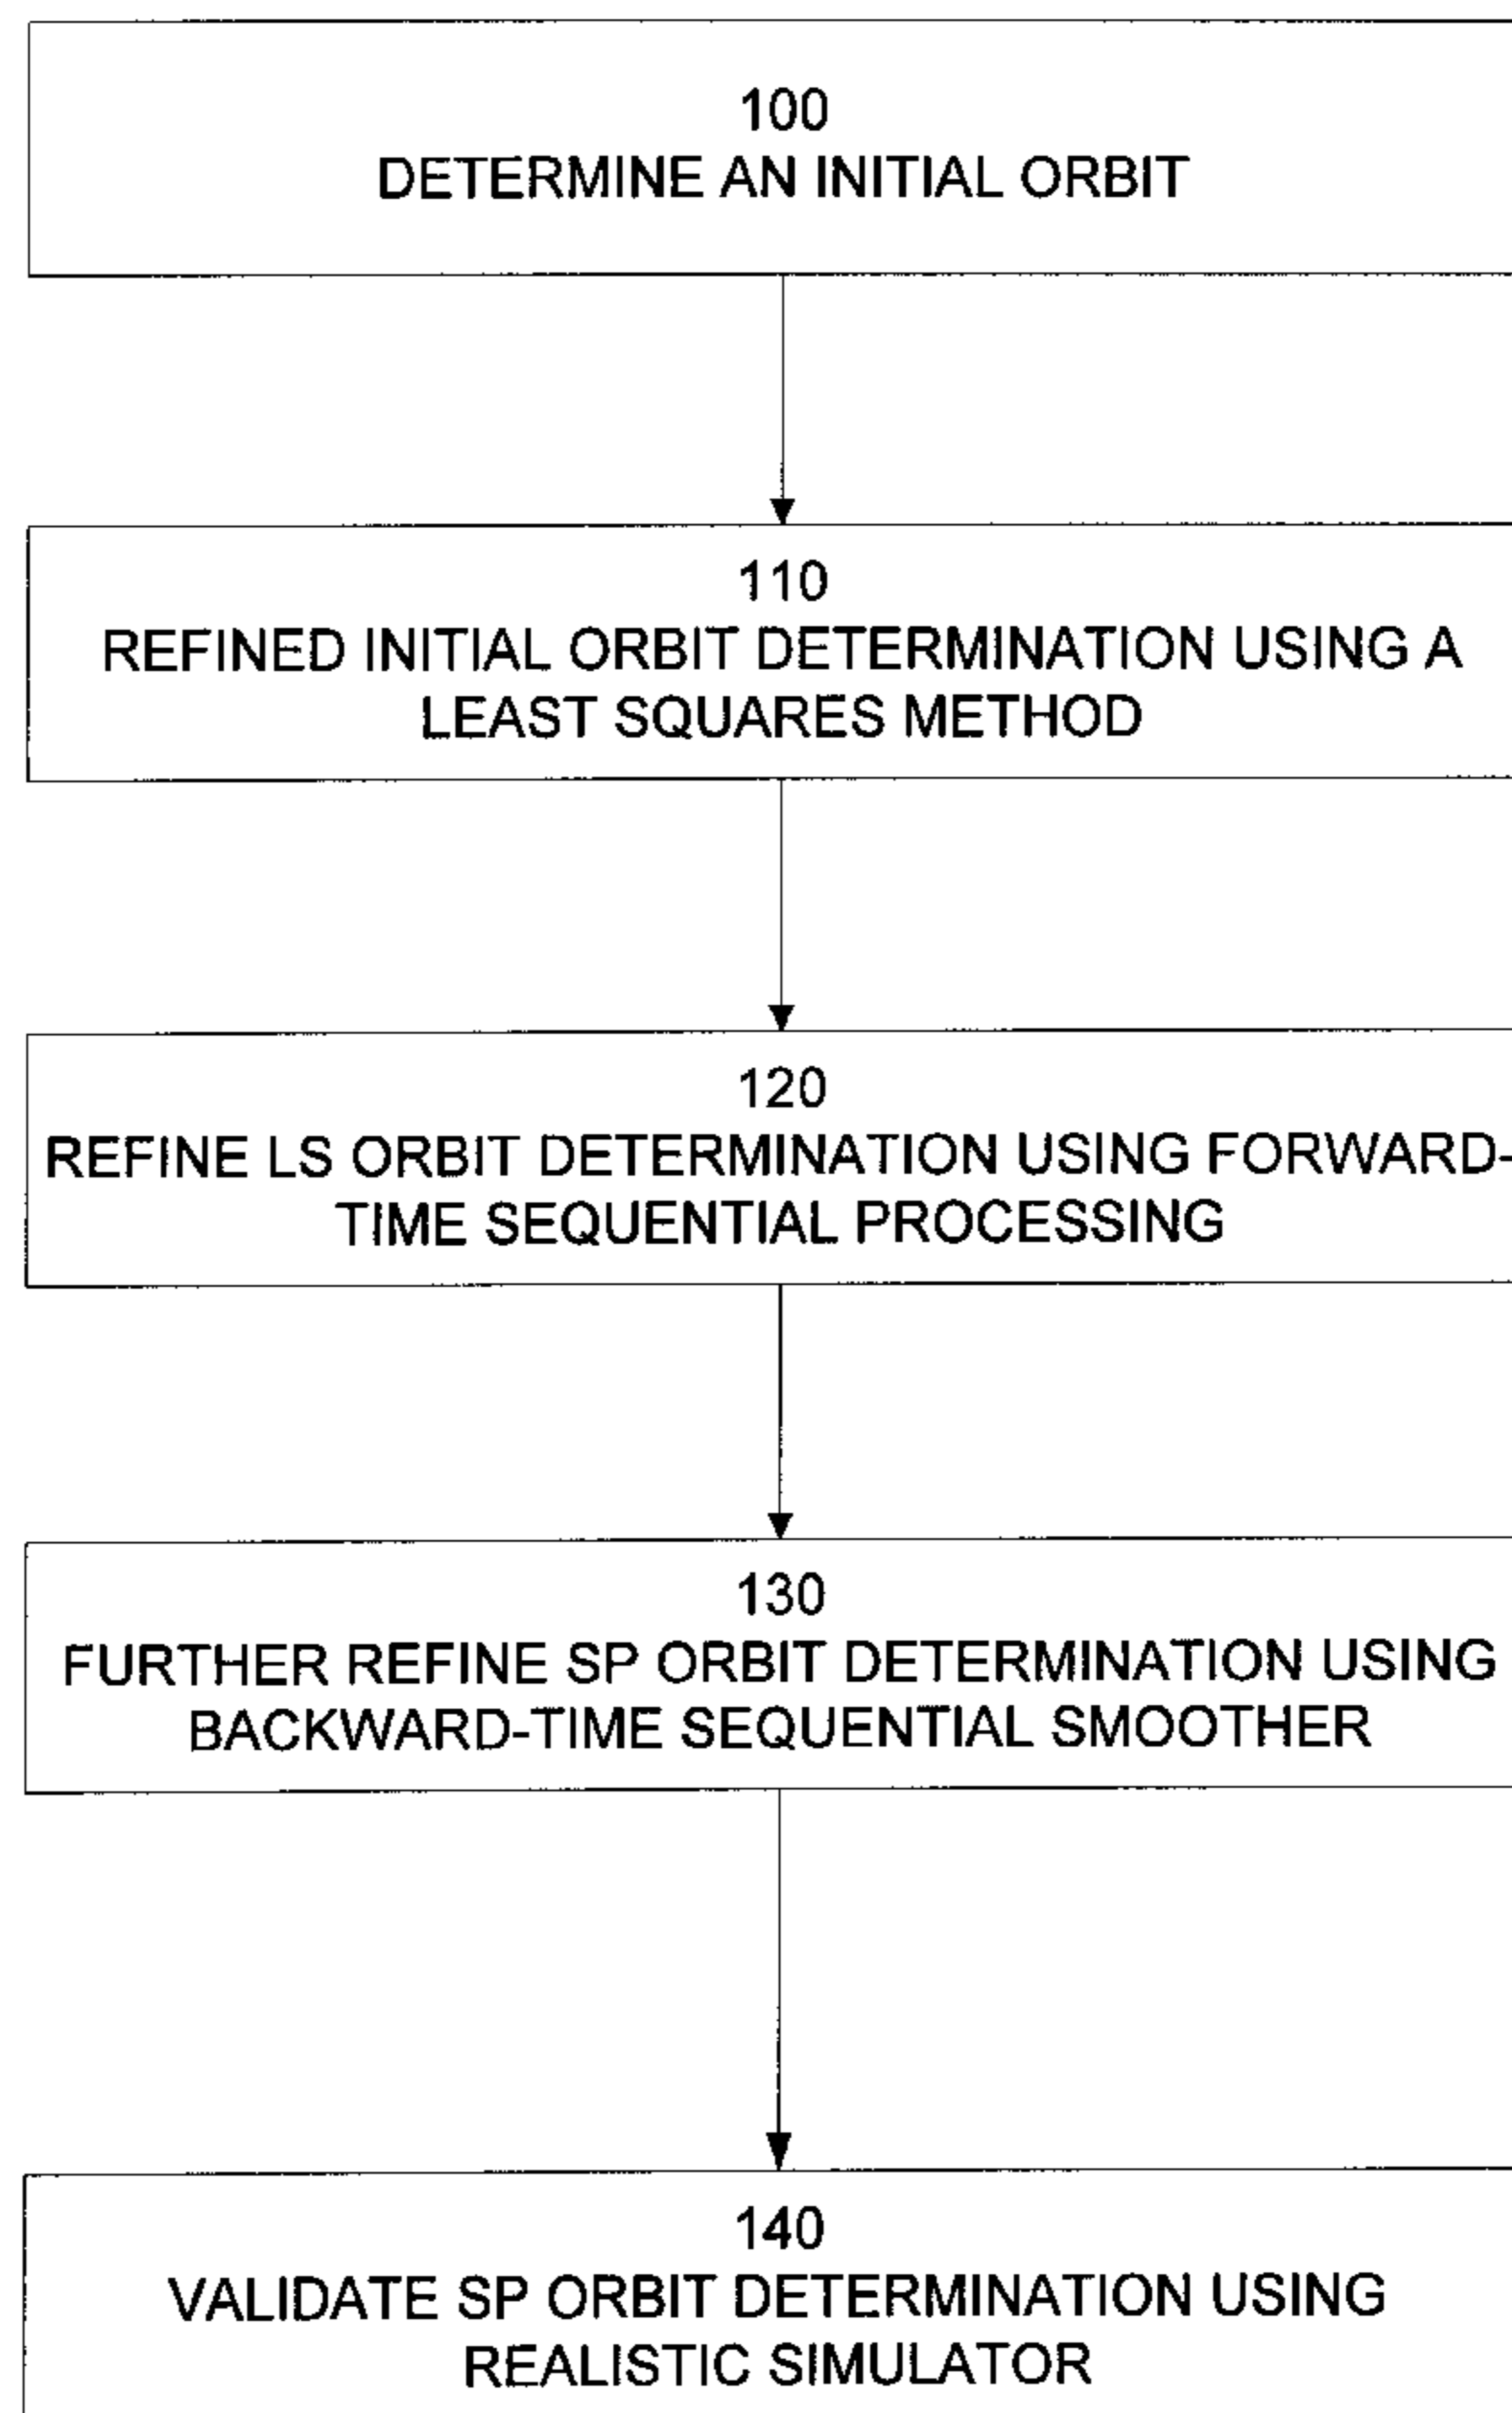 100
DETERMINE AN INITIAL ORBIT
110
REFINED INITIAL ORBIT DETERMINATION USING A
LEAST SQUARES METHOD
120
REFINE LS ORBIT DETERMINATION USING FORWARD-
TIME SEQUENTIAL PROCESSING
130
FURTHER REFINE SP ORBIT DETERMINATION USING
BACKWARD-TIME SEQUENTIAL SMOOTHER
140
VALIDATE SP ORBIT DETERMINATION USING
REALISTIC SIMULATOR